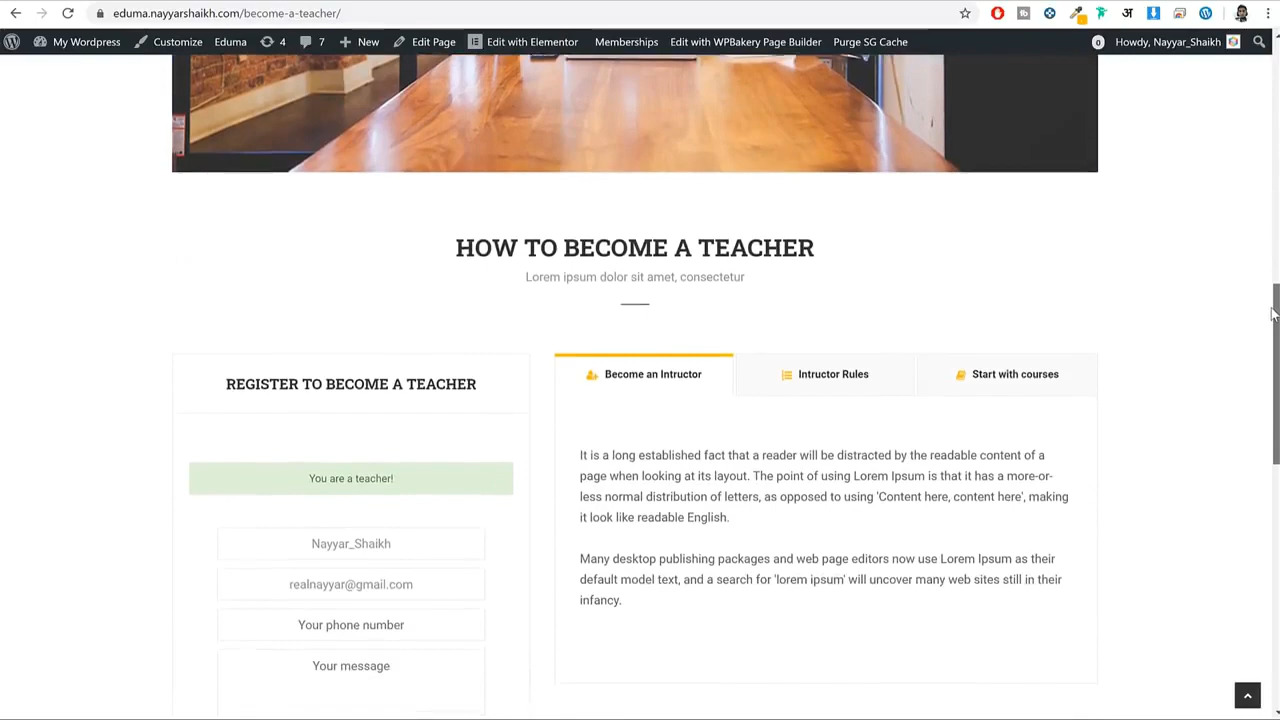 eduma.nayyarshaikh.com/become-a-teacher/
My Wordpress Customize Eduma 4 7 New Edit Page Edit with Elementor Memberships Edit with WPBakery Page Builder Purge SG Cache 0 Howdy, Nayyar_Shaikh
HOW TO BECOME A TEACHER
Lorem ipsum dolor sit amet, consectetur
REGISTER TO BECOME A TEACHER
You are a teacher!
Nayyar_Shaikh
realnayyar@gmail.com
Your phone number
Your message
Become an Intructor Intructor Rules Start with courses
It is a long established fact that a reader will be distracted by the readable content of a
page when looking at its layout. The point of using Lorem Ipsum is that it has a more-or-
less normal distribution of letters, as opposed to using 'Content here, content here', making
it look like readable English.
Many desktop publishing packages and web page editors now use Lorem Ipsum as their
default model text, and a search for 'lorem ipsum' will uncover many web sites still in their
infancy.